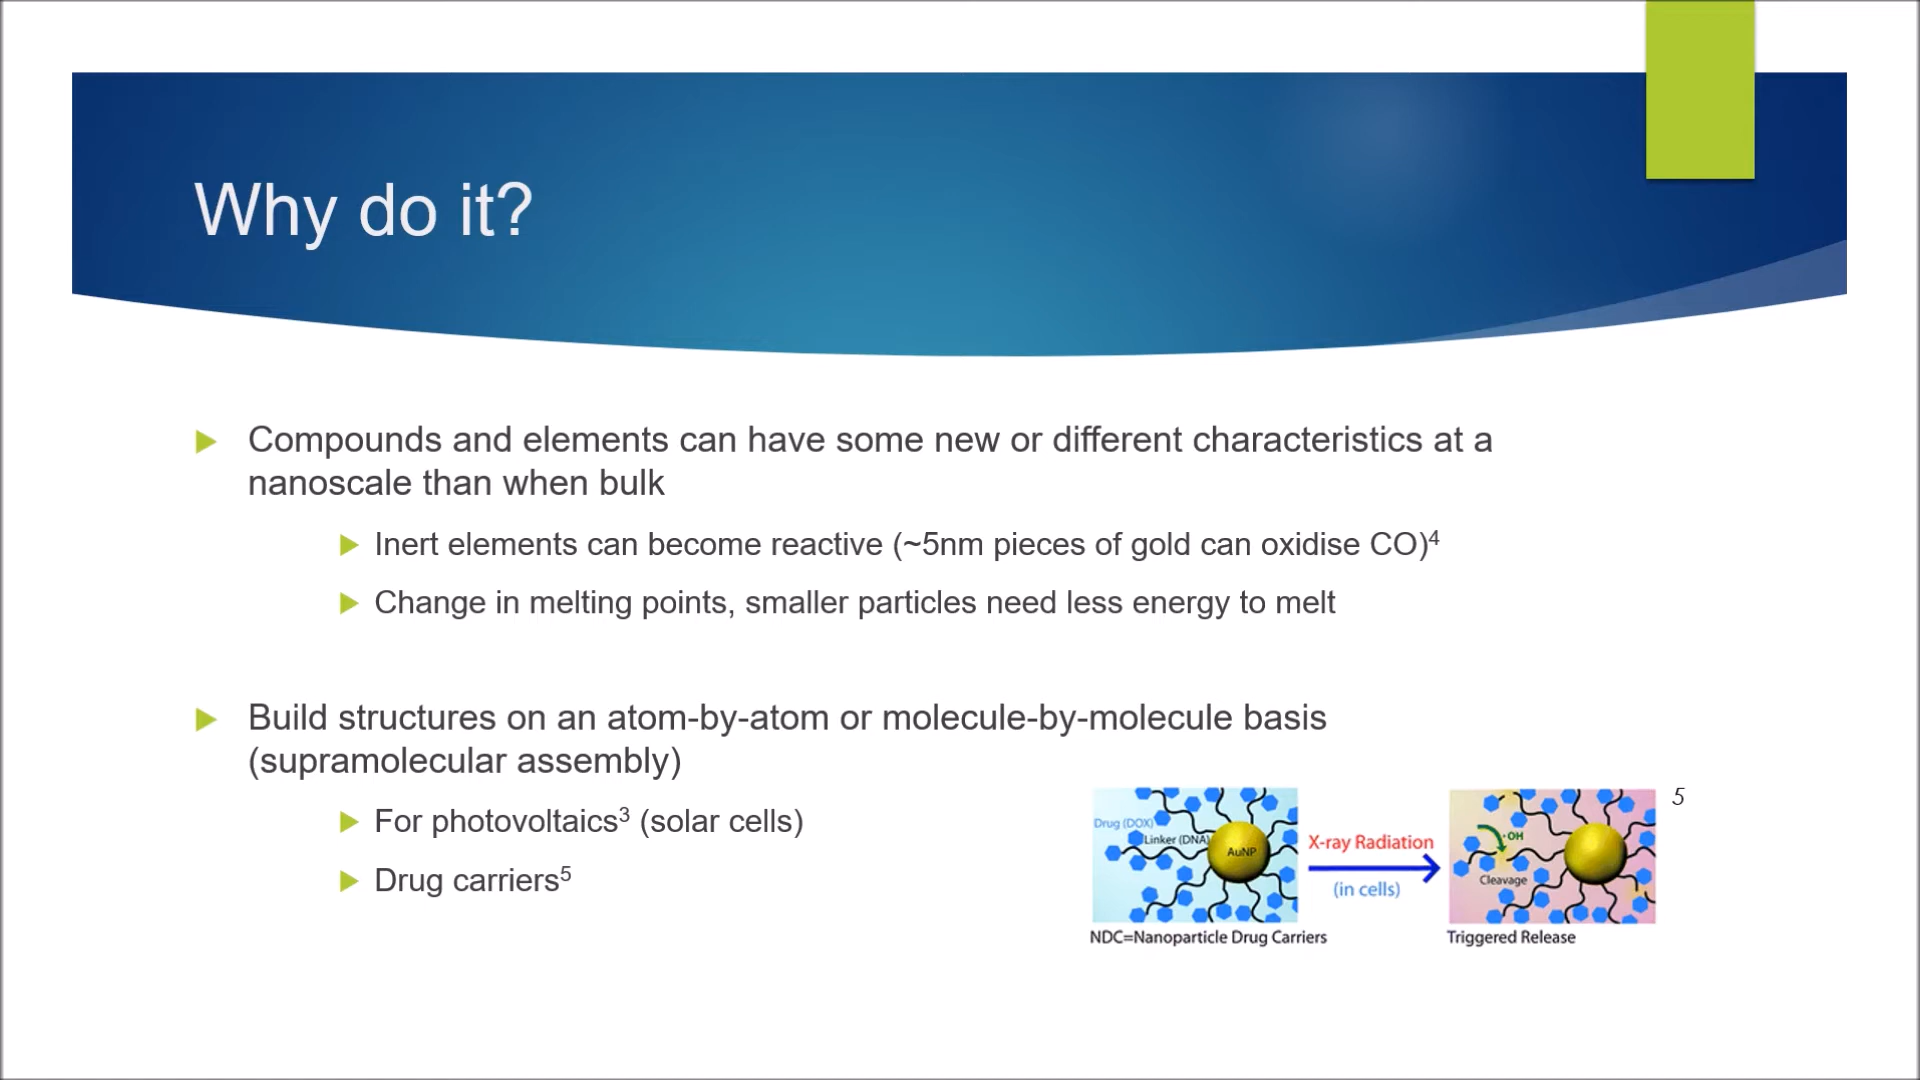 Why do it?
Compounds and elements can have some new or different characteristics at a
nanoscale than when bulk
Inert elements can become reactive (~5nm pieces of gold can oxidise CO)⁴
Change in melting points, smaller particles need less energy to melt
Build structures on an atom-by-atom or molecule-by-molecule basis
(supramolecular assembly)
For photovoltaics³ (solar cells)
Drug carriers⁵
Drug (DOX)
Linker (DNA)
AuNP
NDC=Nanoparticle Drug Carriers
X-ray Radiation
(in cells)
·OH
Cleavage
Triggered Release
5